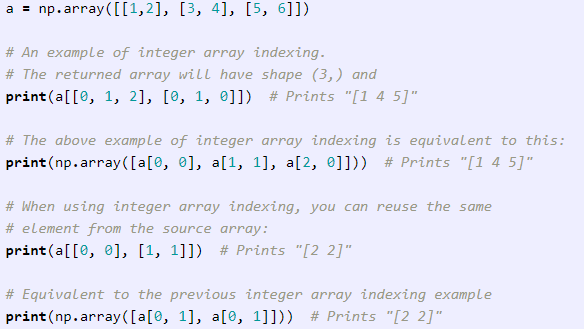 a = np.array([[1,2], [3, 4], [5, 6]])
# An example of integer array indexing.
# The returned array will have shape (3,) and
print(a[[0, 1, 2], [0, 1, 0]])  # Prints "[1 4 5]"
# The above example of integer array indexing is equivalent to this:
print(np.array([a[0, 0], a[1, 1], a[2, 0]]))  # Prints "[1 4 5]"
# When using integer array indexing, you can reuse the same
# element from the source array:
print(a[[0, 0], [1, 1]])  # Prints "[2 2]"
# Equivalent to the previous integer array indexing example
print(np.array([a[0, 1], a[0, 1]]))  # Prints "[2 2]"